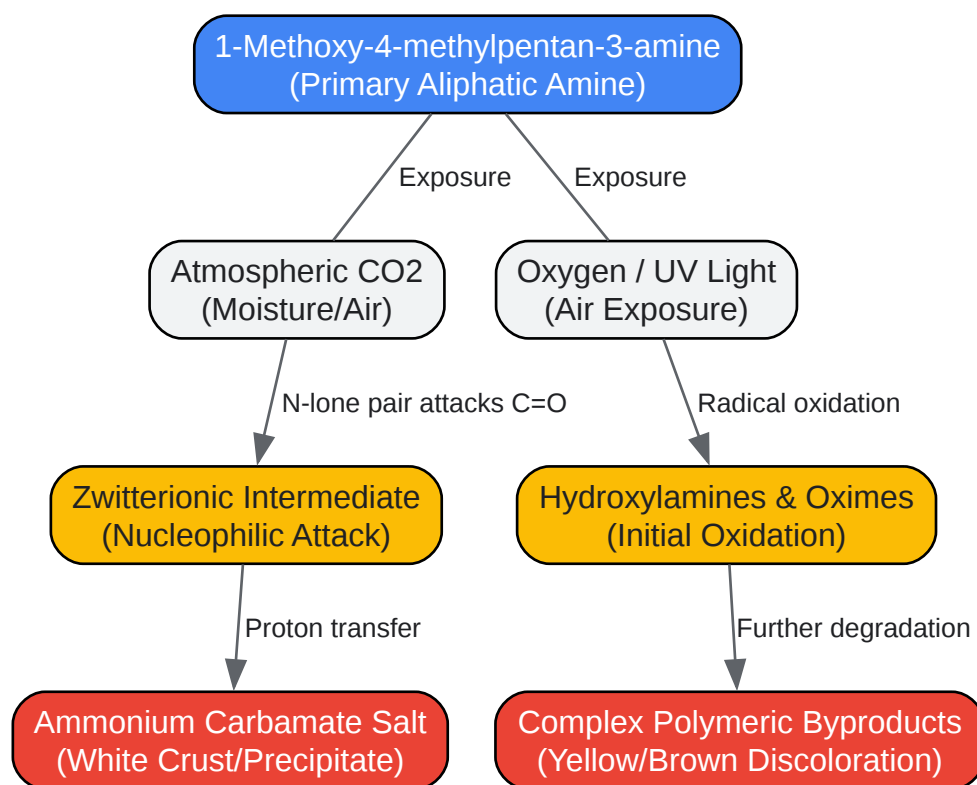 1-Methoxy-4-methylpentan-3-amine
(Primary Aliphatic Amine)
Exposure
Exposure
Atmospheric CO2
(Moisture/Air)
Oxygen / UV Light
(Air Exposure)
N-lone pair attacks C=O
Radical oxidation
Zwitterionic Intermediate
(Nucleophilic Attack)
Hydroxylamines & Oximes
(Initial Oxidation)
Proton transfer
Further degradation
Ammonium Carbamate Salt
(White Crust/Precipitate)
Complex Polymeric Byproducts
(Yellow/Brown Discoloration)